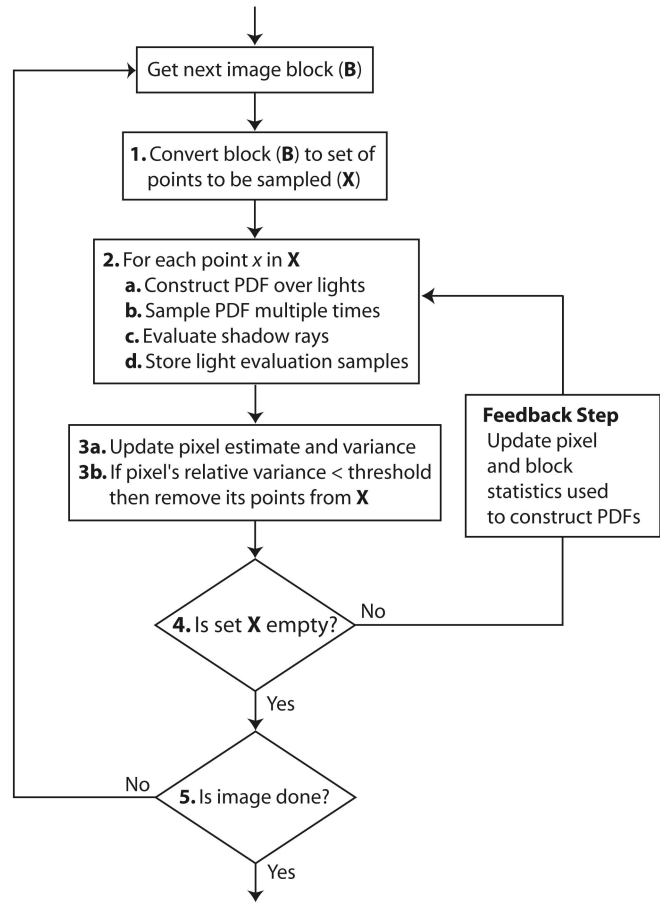 Get next image block (B)
1. Convert block (B) to set of
points to be sampled (X)
2. For each point x in X
a. Construct PDF over lights
b. Sample PDF multiple times
c. Evaluate shadow rays
d. Store light evaluation samples
3a. Update pixel estimate and variance
3b. If pixel's relative variance < threshold
then remove its points from X
Feedback Step
Update pixel
and block
statistics used
to construct PDFs
4. Is set X empty?
No
Yes
5. Is image done?
No
Yes